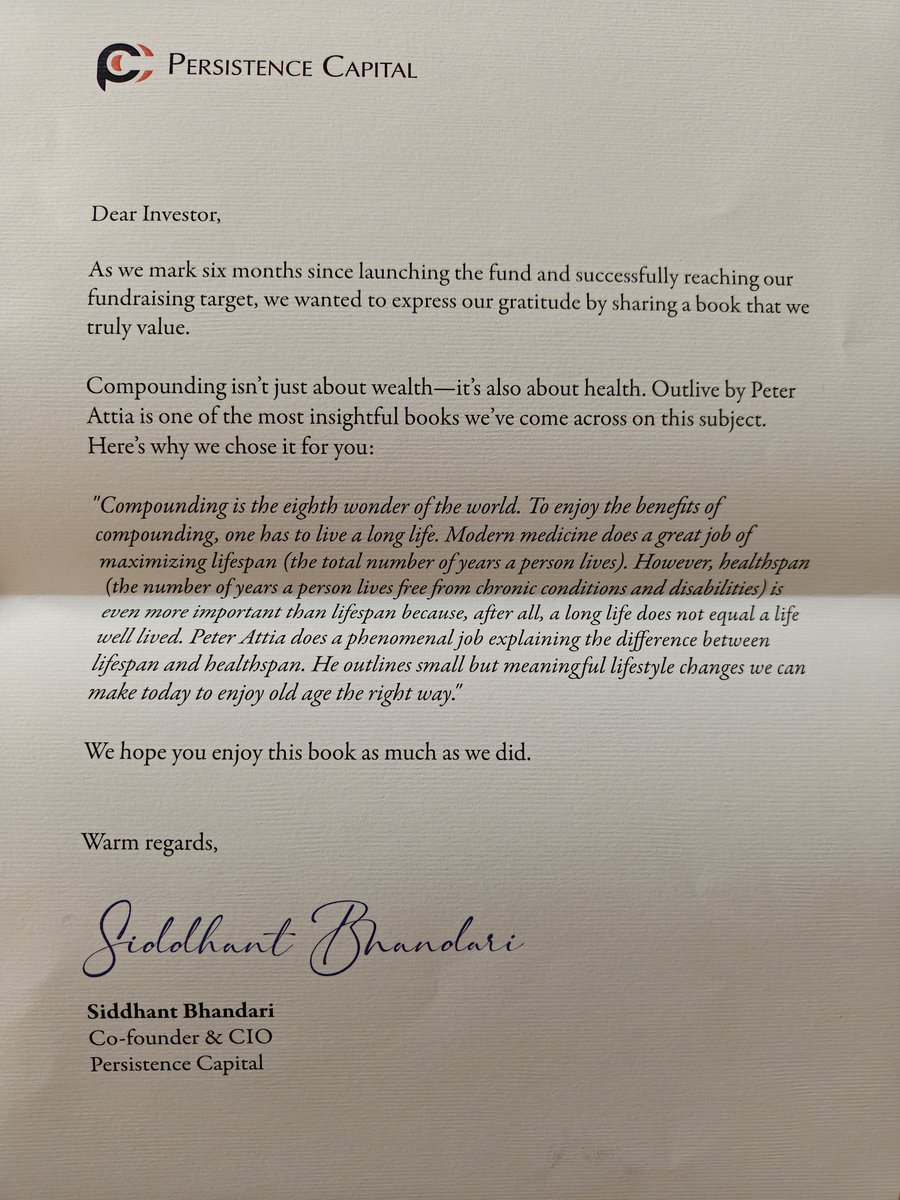 PERSISTENCE CAPITAL
Dear Investor,
As we mark six months since launching the fund and successfully reaching our
fundraising target, we wanted to express our gratitude by sharing a book that we
truly value.
Compounding isn't just about wealth—it's also about health. Outlive by Peter
Attia is one of the most insightful books we've come across on this subject.
Here's why we chose it for you:
"Compounding is the eighth wonder of the world. To enjoy the benefits of
compounding, one has to live a long life. Modern medicine does a great job of
maximizing lifespan (the total number of years a person lives). However, healthspan
(the number of years a person lives free from chronic conditions and disabilities) is
even more important than lifespan because, after all, a long life does not equal a life
well lived. Peter Attia does a phenomenal job explaining the difference between
lifespan and healthspan. He outlines small but meaningful lifestyle changes we can
make today to enjoy old age the right way."
We hope you enjoy this book as much as we did.
Warm regards,
Siddhant Bhandari
Siddhant Bhandari
Co-founder & CIO
Persistence Capital